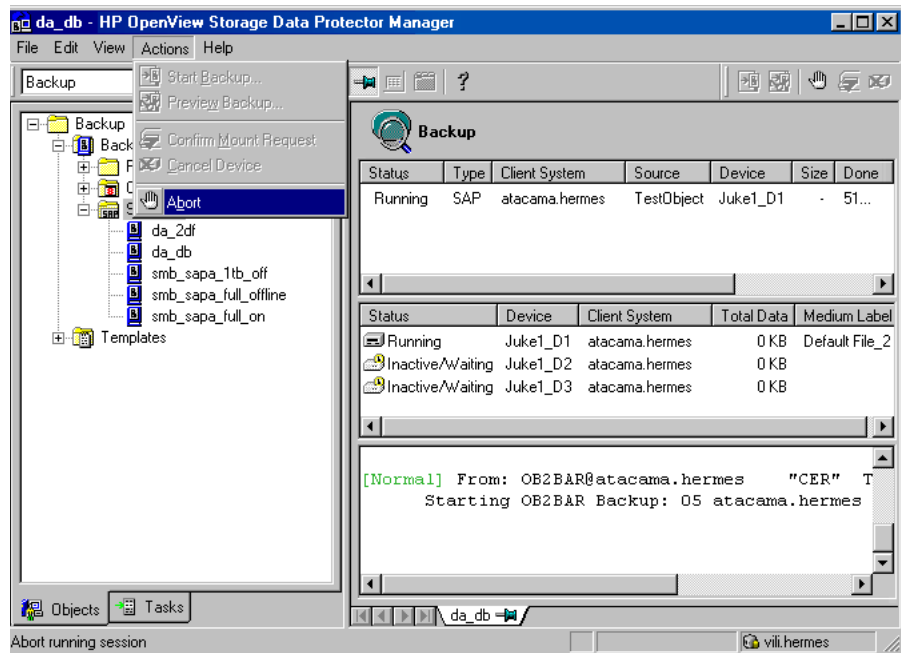 da_db - HP OpenView Storage Data Protector Manager
File Edit View Actions Help
Backup
Start Backup...
Preview Backup...
Confirm Mount Request
Cancel Device
Abort
Backup
Back
F
S
da_2df
da_db
smb_sapa_1tb_off
smb_sapa_full_offline
smb_sapa_full_on
Templates
Objects Tasks
Backup
Status Type Client System Source Device Size Done
Running SAP atacama.hermes TestObject Juke1_D1 - 51...
Status Device Client System Total Data Medium Label
Running Juke1_D1 atacama.hermes 0 KB Default File_2
Inactive/Waiting Juke1_D2 atacama.hermes 0 KB
Inactive/Waiting Juke1_D3 atacama.hermes 0 KB
[Normal] From: OB2BAR@atacama.hermes "CER" T
Starting OB2BAR Backup: O5 atacama.hermes
da_db
Abort running session
vili.hermes